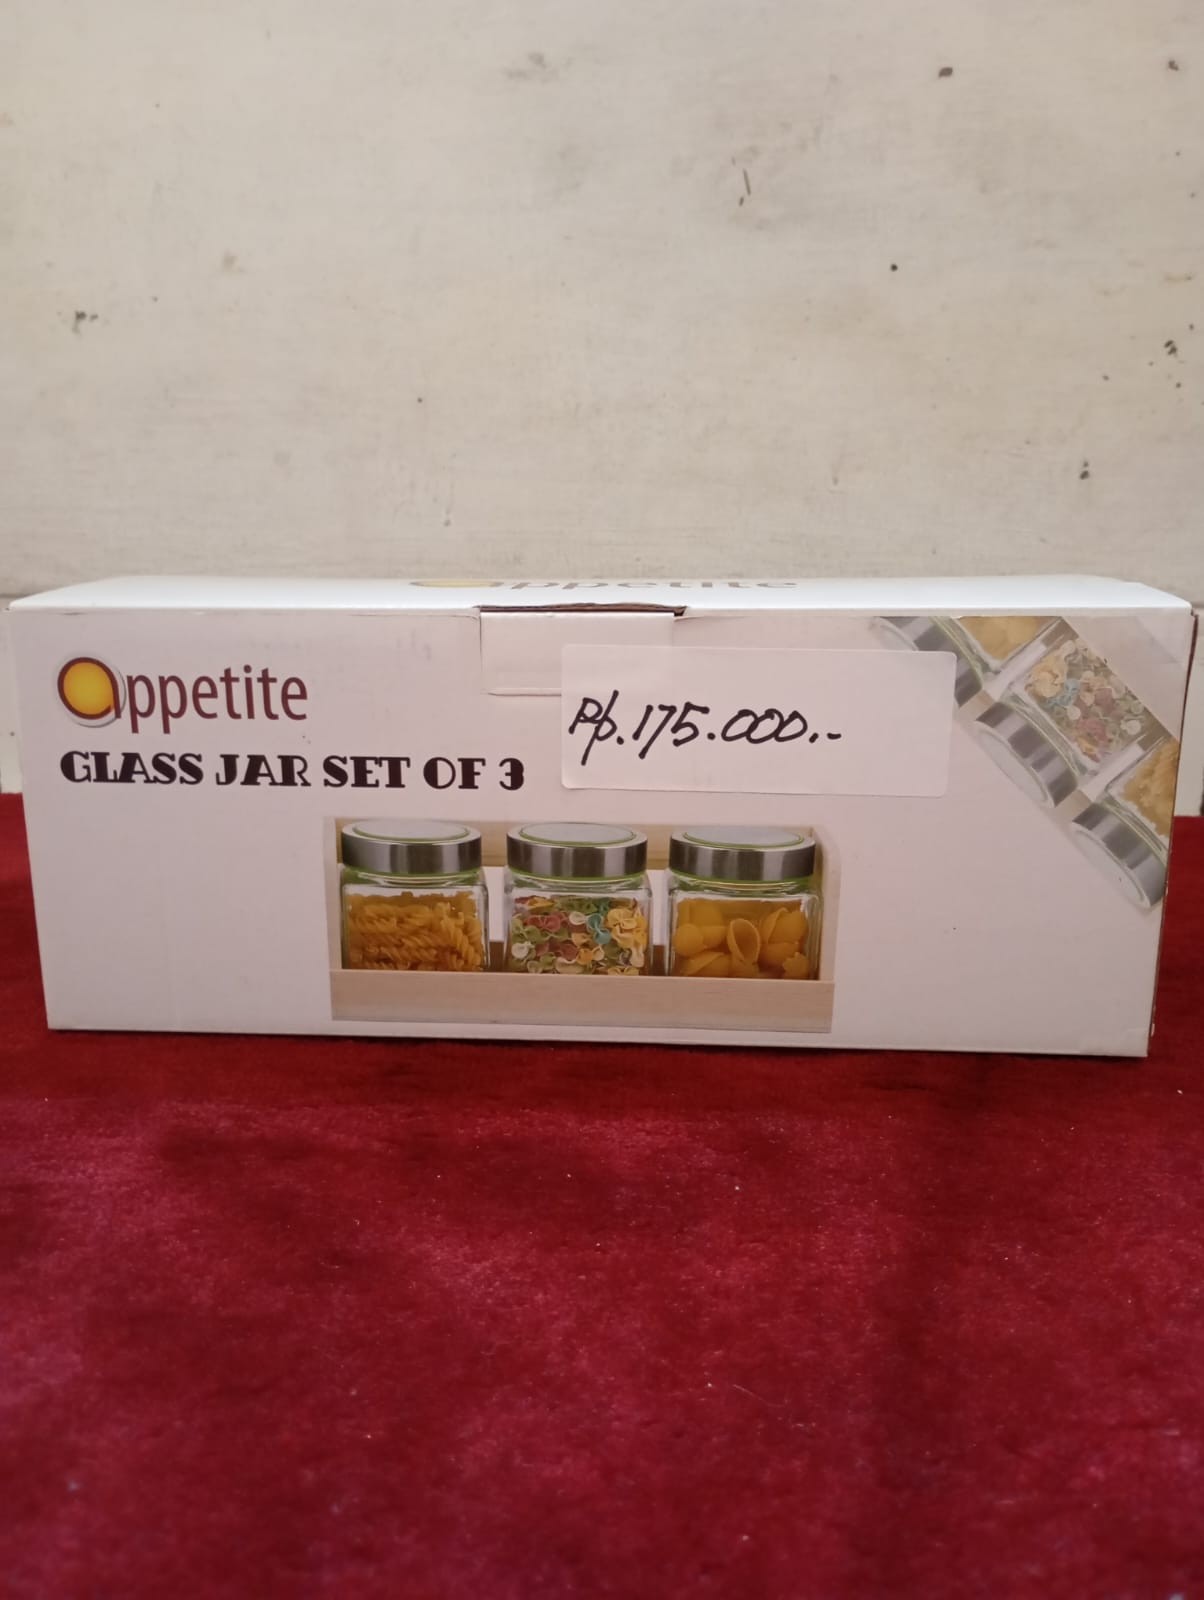 appetite
appetite
GLASS JAR SET OF 3
Rp.175.000.-